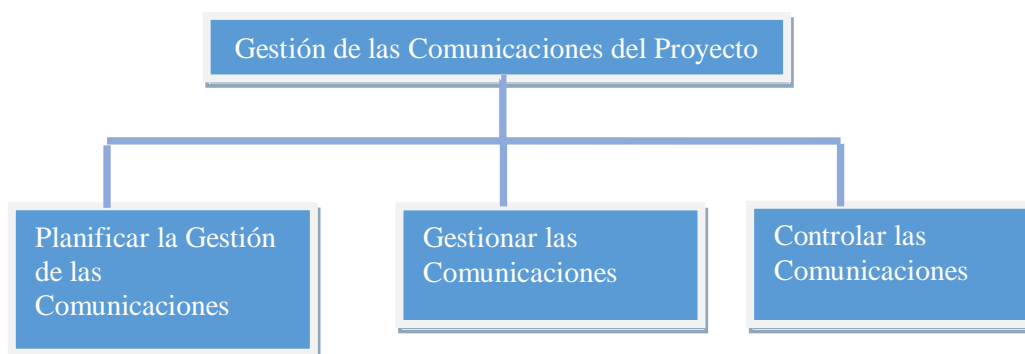 Gestión de las Comunicaciones del Proyecto
Planificar la Gestión
de las
Comunicaciones
Gestionar las
Comunicaciones
Controlar las
Comunicaciones